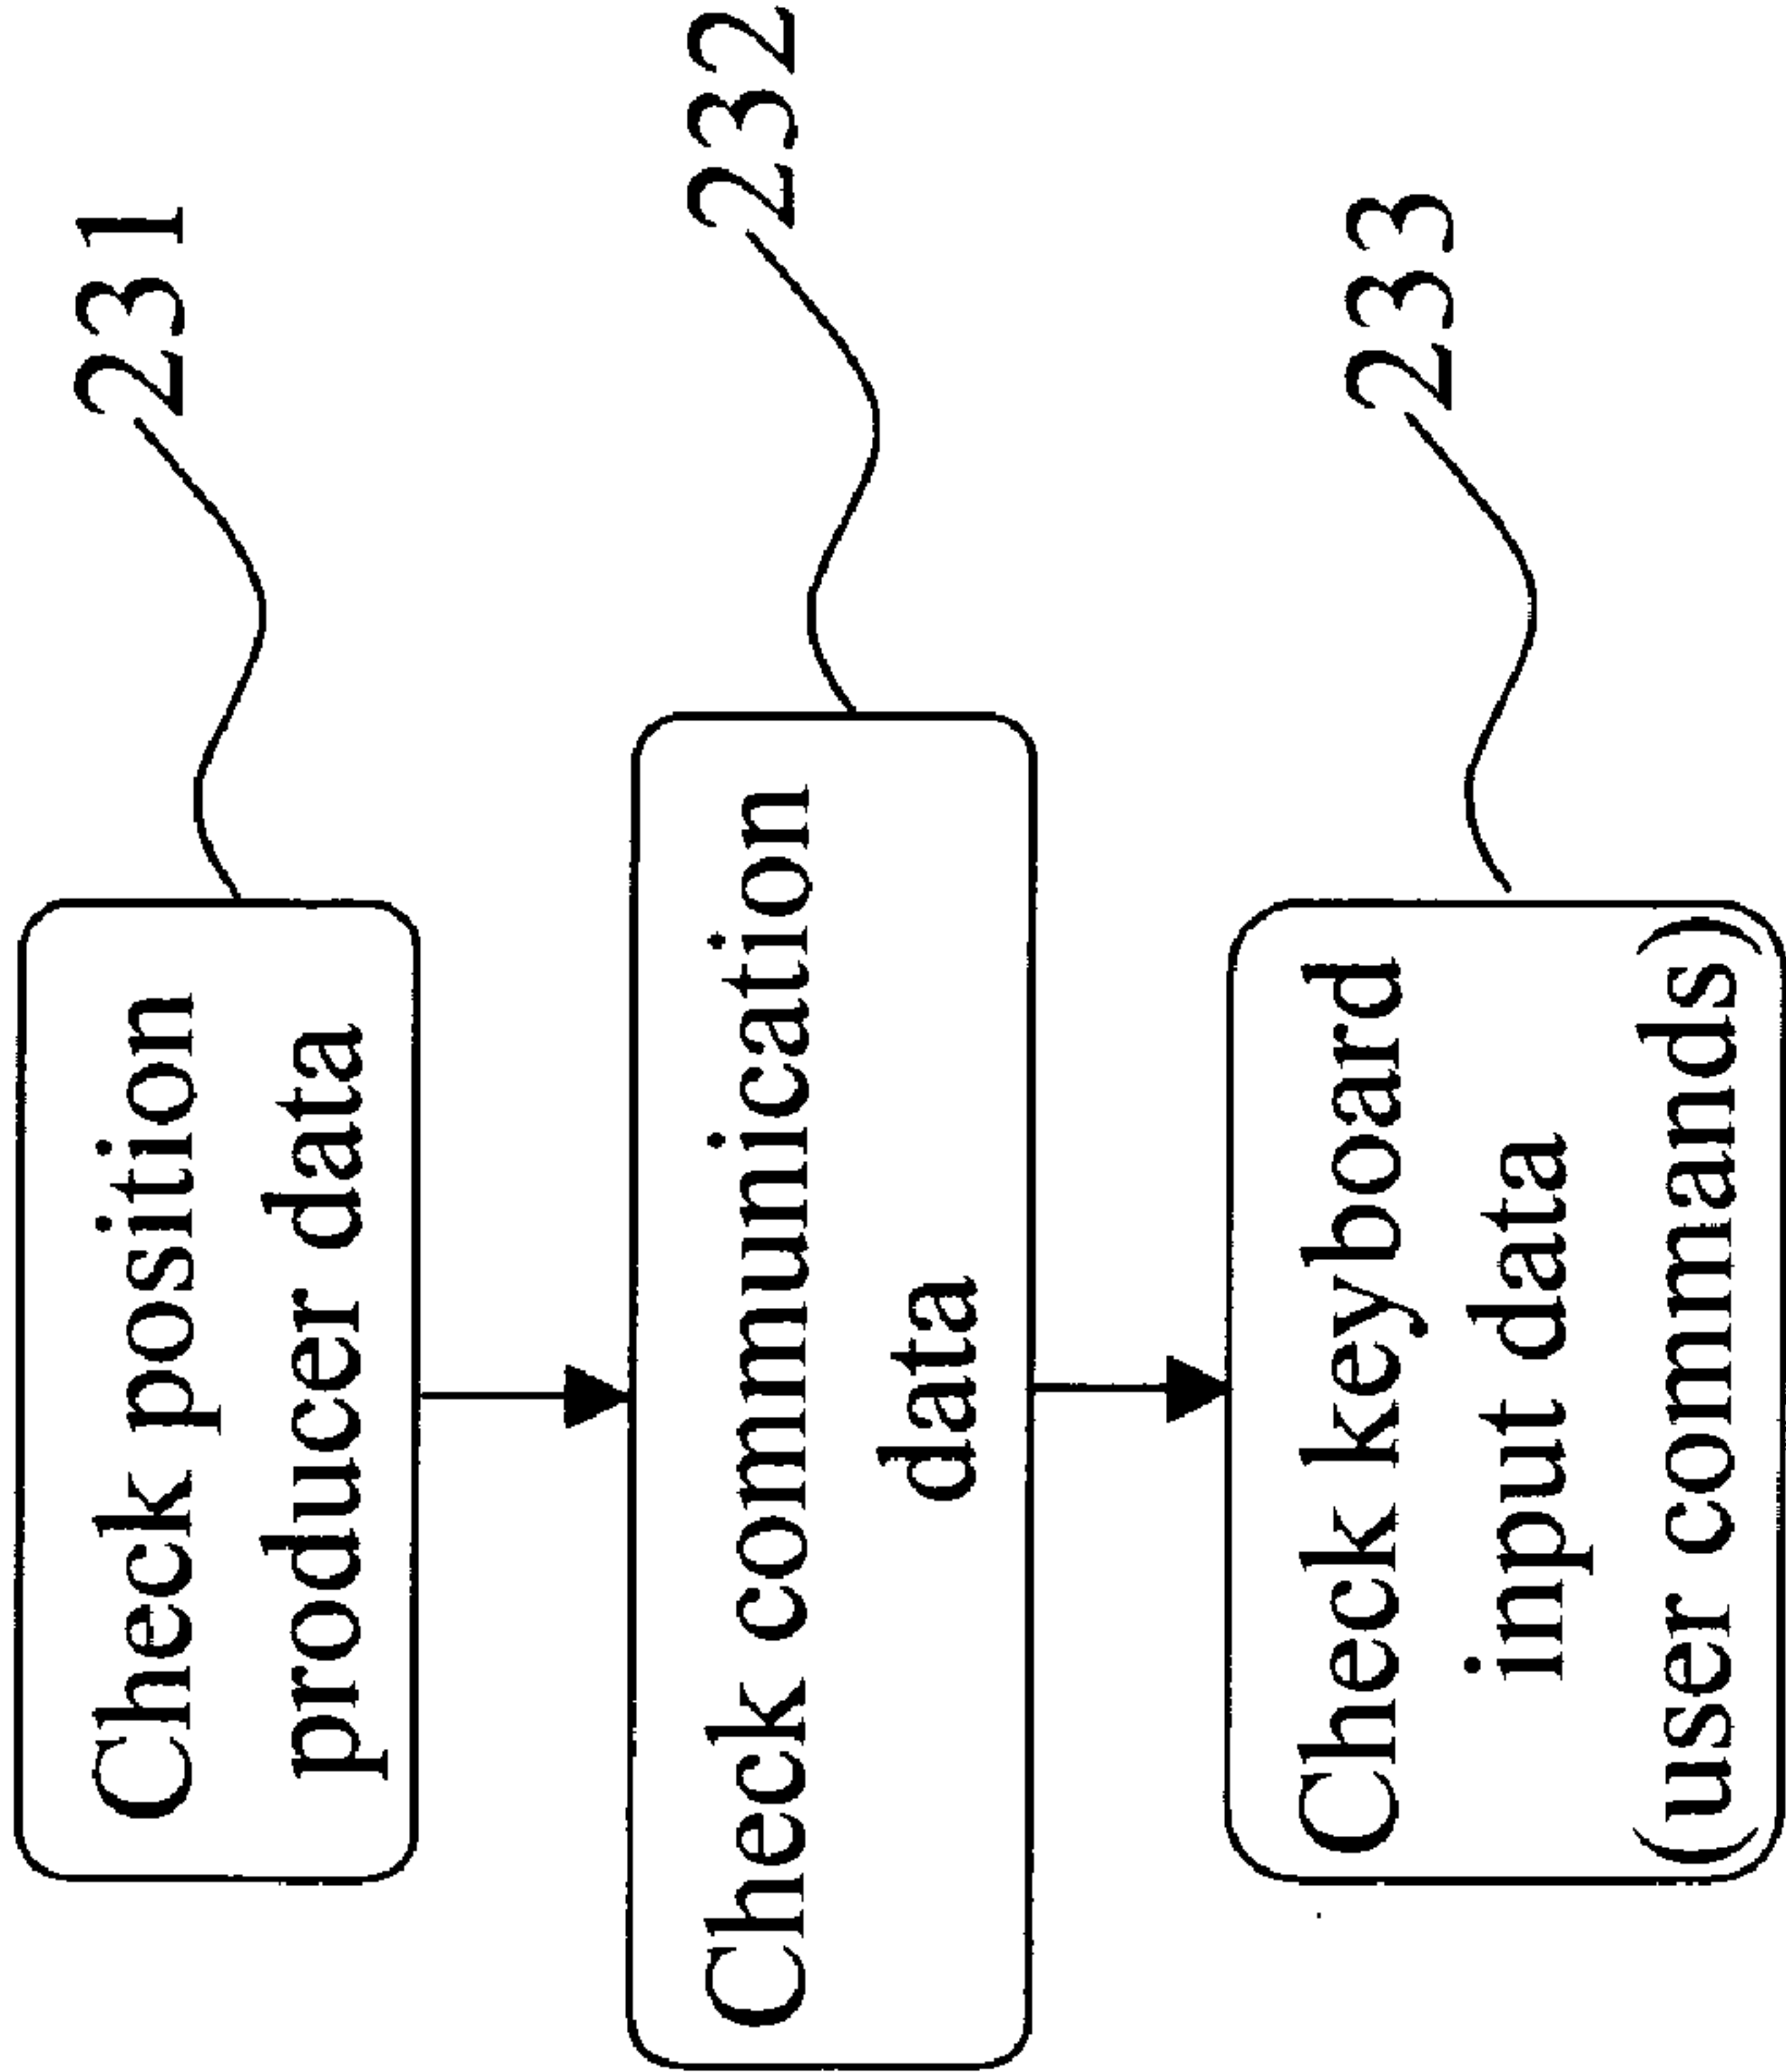 Check position
producer data
231
Check communication
data
232
Check keyboard
input data
(user commands)
233